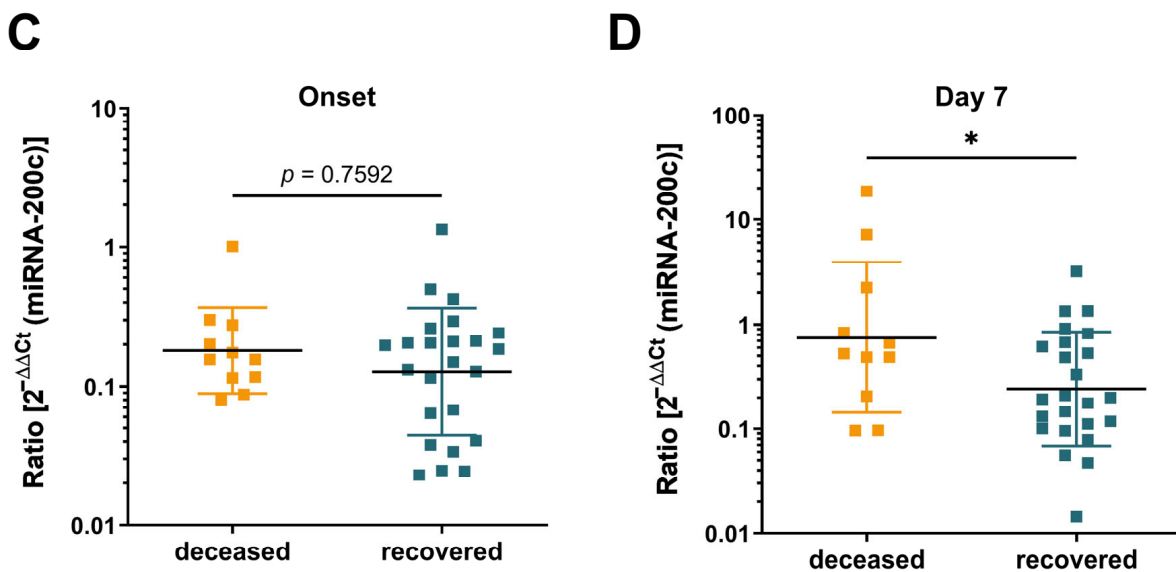 C
Onset
Ratio [2^−ΔΔCt (miRNA-200c)]
10
1
0.1
0.01
p = 0.7592
deceased
recovered
D
Day 7
Ratio [2^−ΔΔCt (miRNA-200c)]
100
10
1
0.1
0.01
*
deceased
recovered